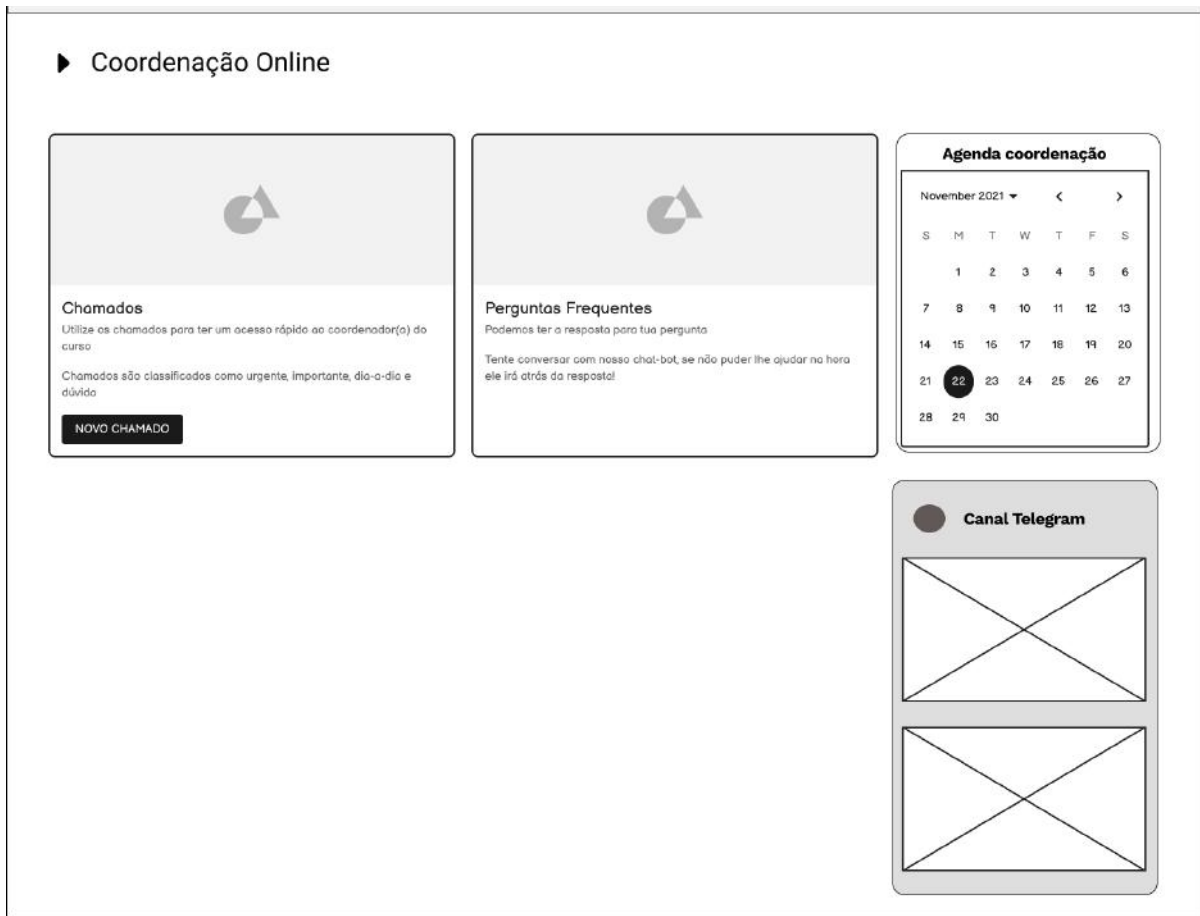 Coordenação Online
Chamados
Utilize os chamados para ter um acesso rápido ao coordenador(a) do
curso
Chamados são classificados como urgente, importante, dia-a-dia e
dúvida
NOVO CHAMADO
Perguntas Frequentes
Podemos ter a resposta para tua pergunta
Tente conversar com nosso chat-bot, se não puder lhe ajudar na hora
ele irá atrás da resposta!
Agenda coordenação
November 2021
S M T W T F S
1 2 3 4 5 6
7 8 9 10 11 12 13
14 15 16 17 18 19 20
21 22 23 24 25 26 27
28 29 30
Canal Telegram